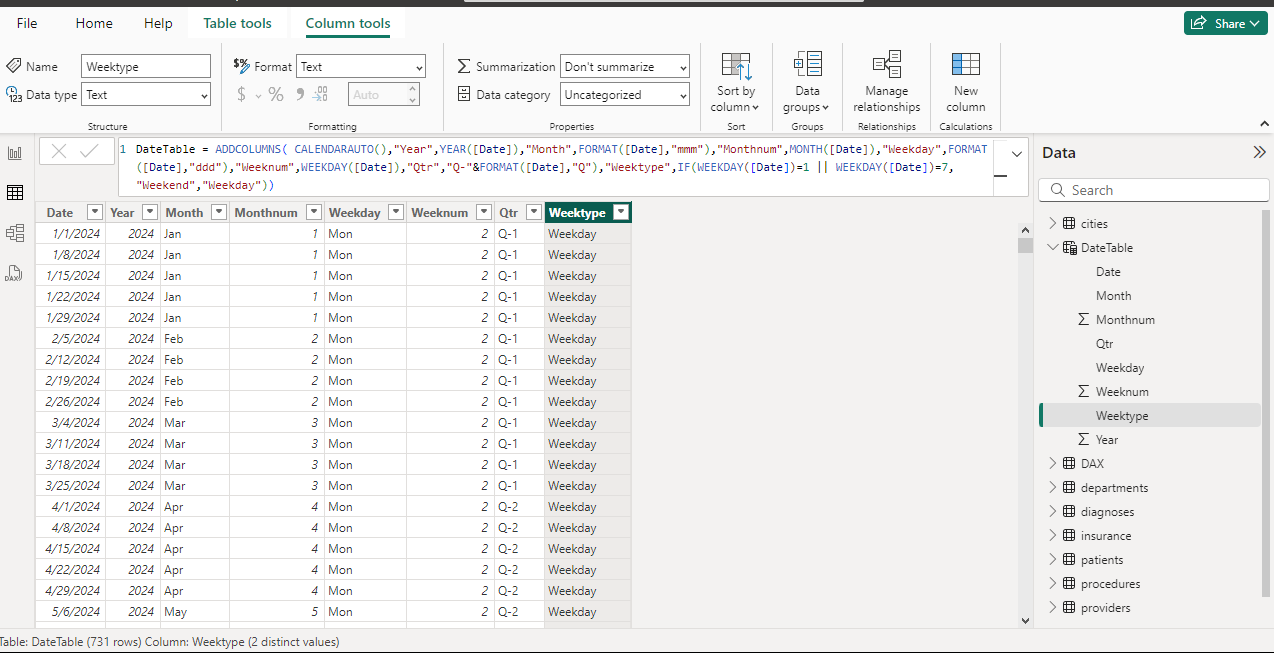 File Home Help Table tools Column tools Share
Name Weektype $% Format Text Σ Summarization Don't summarize
Data type Text $ % Auto Data category Uncategorized
Sort by column
Data groups
Manage relationships
New column
Structure Formatting Properties Sort Groups Relationships Calculations
1 DateTable = ADDCOLUMNS( CALENDARAUTO(),"Year",YEAR([Date]),"Month",FORMAT([Date],"mmm"),"Monthnum",MONTH([Date]),"Weekday",FORMAT
([Date],"ddd"),"Weeknum",WEEKDAY([Date]),"Qtr","Q-"&FORMAT([Date],"Q"),"Weektype",IF(WEEKDAY([Date])=1 || WEEKDAY([Date])=7,
"Weekend","Weekday"))
Date Year Month Monthnum Weekday Weeknum Qtr Weektype
1/1/2024 2024 Jan 1 Mon 2 Q-1 Weekday
1/8/2024 2024 Jan 1 Mon 2 Q-1 Weekday
1/15/2024 2024 Jan 1 Mon 2 Q-1 Weekday
1/22/2024 2024 Jan 1 Mon 2 Q-1 Weekday
1/29/2024 2024 Jan 1 Mon 2 Q-1 Weekday
2/5/2024 2024 Feb 2 Mon 2 Q-1 Weekday
2/12/2024 2024 Feb 2 Mon 2 Q-1 Weekday
2/19/2024 2024 Feb 2 Mon 2 Q-1 Weekday
2/26/2024 2024 Feb 2 Mon 2 Q-1 Weekday
3/4/2024 2024 Mar 3 Mon 2 Q-1 Weekday
3/11/2024 2024 Mar 3 Mon 2 Q-1 Weekday
3/18/2024 2024 Mar 3 Mon 2 Q-1 Weekday
3/25/2024 2024 Mar 3 Mon 2 Q-1 Weekday
4/1/2024 2024 Apr 4 Mon 2 Q-2 Weekday
4/8/2024 2024 Apr 4 Mon 2 Q-2 Weekday
4/15/2024 2024 Apr 4 Mon 2 Q-2 Weekday
4/22/2024 2024 Apr 4 Mon 2 Q-2 Weekday
4/29/2024 2024 Apr 4 Mon 2 Q-2 Weekday
5/6/2024 2024 May 5 Mon 2 Q-2 Weekday
Data
Search
cities
DateTable
Date
Month
Σ Monthnum
Qtr
Weekday
Σ Weeknum
Weektype
Σ Year
DAX
departments
diagnoses
insurance
patients
procedures
providers
Table: DateTable (731 rows) Column: Weektype (2 distinct values)